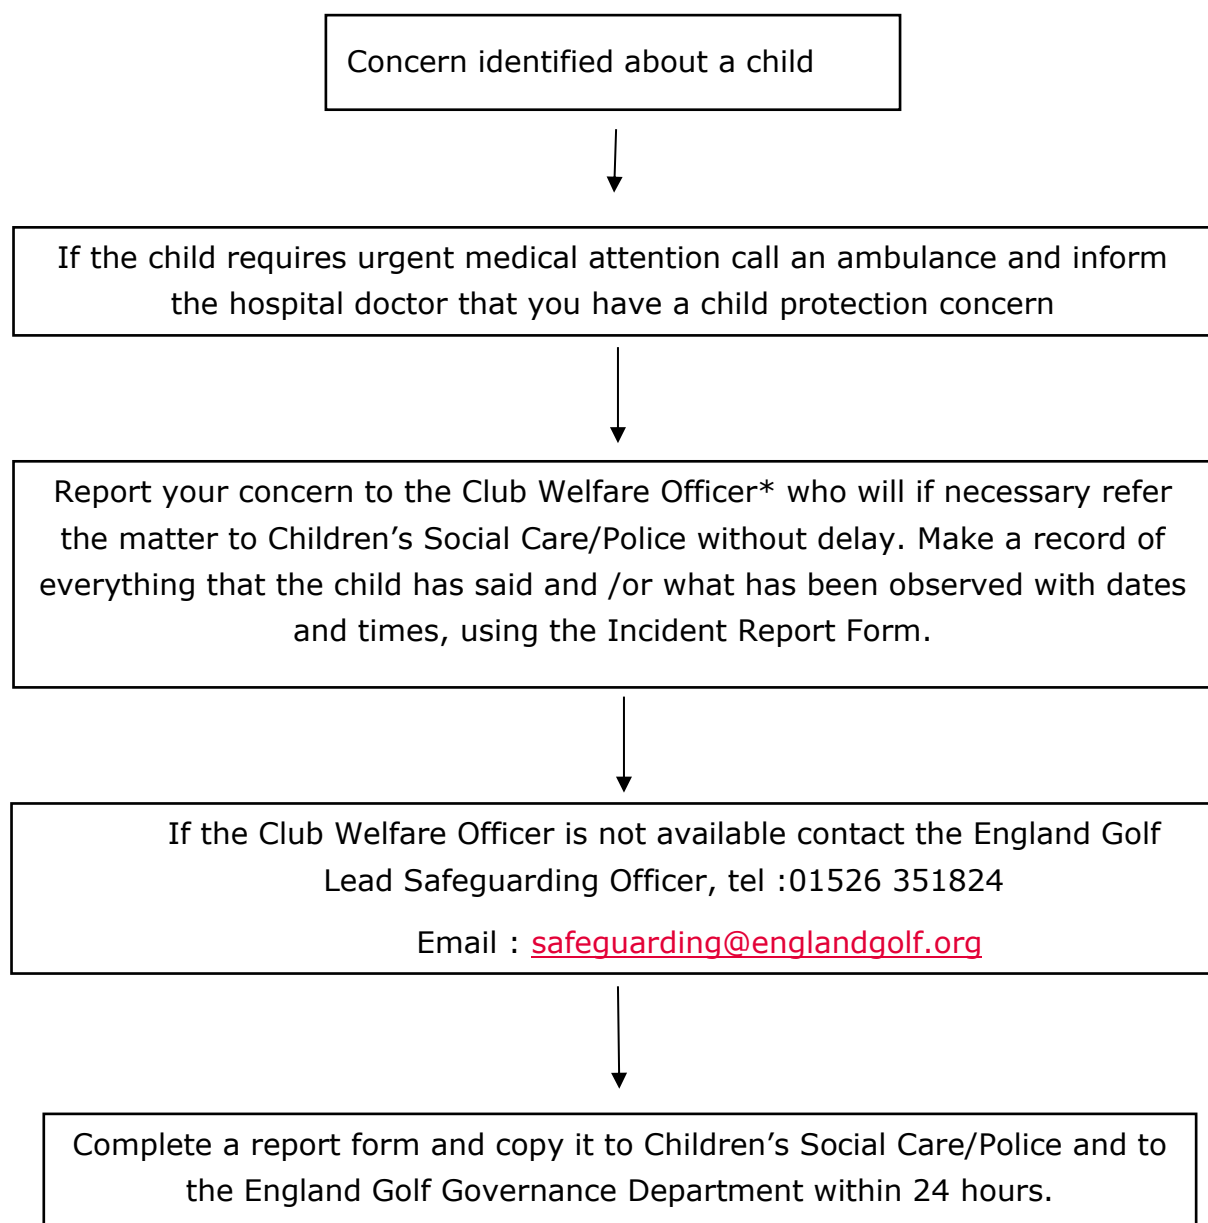 Concern identified about a child
If the child requires urgent medical attention call an ambulance and inform
the hospital doctor that you have a child protection concern
Report your concern to the Club Welfare Officer* who will if necessary refer
the matter to Children’s Social Care/Police without delay. Make a record of
everything that the child has said and /or what has been observed with dates
and times, using the Incident Report Form.
If the Club Welfare Officer is not available contact the England Golf
Lead Safeguarding Officer, tel :01526 351824
Email : safeguarding@englandgolf.org
Complete a report form and copy it to Children’s Social Care/Police and to
the England Golf Governance Department within 24 hours.